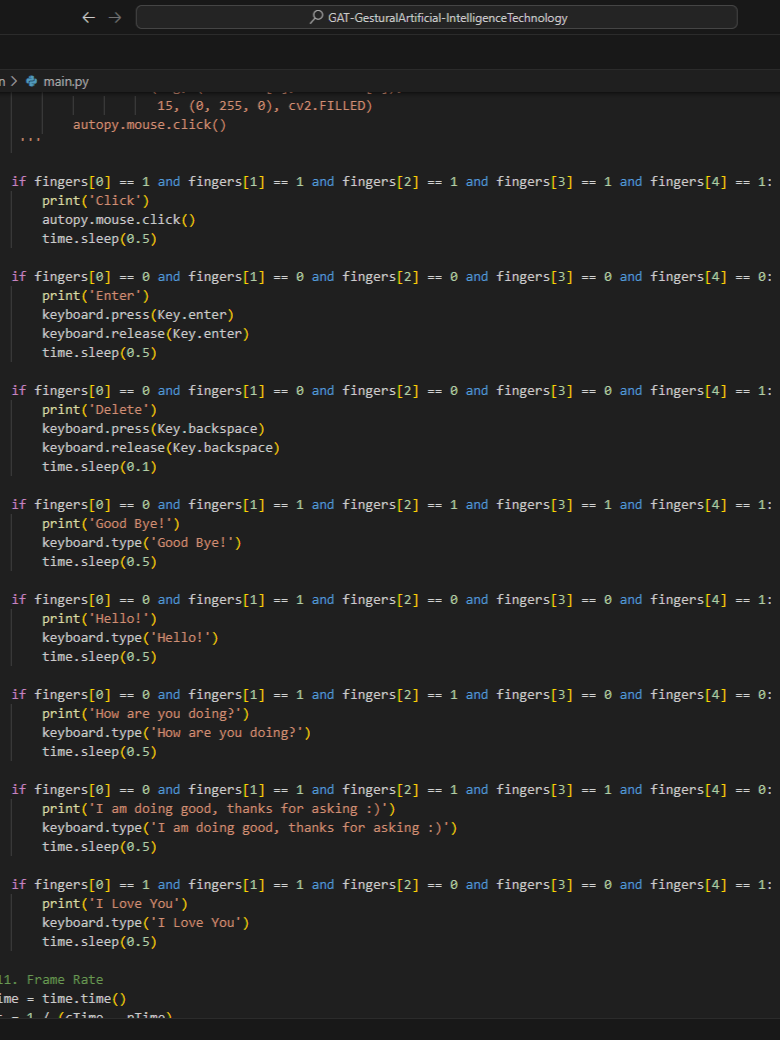 GAT-GesturalArtificial-IntelligenceTechnology
n > main.py
15, (0, 255, 0), cv2.FILLED)
autopy.mouse.click()
'''
if fingers[0] == 1 and fingers[1] == 1 and fingers[2] == 1 and fingers[3] == 1 and fingers[4] == 1:
print('Click')
autopy.mouse.click()
time.sleep(0.5)
if fingers[0] == 0 and fingers[1] == 0 and fingers[2] == 0 and fingers[3] == 0 and fingers[4] == 0:
print('Enter')
keyboard.press(Key.enter)
keyboard.release(Key.enter)
time.sleep(0.5)
if fingers[0] == 0 and fingers[1] == 0 and fingers[2] == 0 and fingers[3] == 0 and fingers[4] == 1:
print('Delete')
keyboard.press(Key.backspace)
keyboard.release(Key.backspace)
time.sleep(0.1)
if fingers[0] == 0 and fingers[1] == 1 and fingers[2] == 1 and fingers[3] == 1 and fingers[4] == 1:
print('Good Bye!')
keyboard.type('Good Bye!')
time.sleep(0.5)
if fingers[0] == 0 and fingers[1] == 1 and fingers[2] == 0 and fingers[3] == 0 and fingers[4] == 1:
print('Hello!')
keyboard.type('Hello!')
time.sleep(0.5)
if fingers[0] == 0 and fingers[1] == 1 and fingers[2] == 1 and fingers[3] == 0 and fingers[4] == 0:
print('How are you doing?')
keyboard.type('How are you doing?')
time.sleep(0.5)
if fingers[0] == 0 and fingers[1] == 1 and fingers[2] == 1 and fingers[3] == 1 and fingers[4] == 0:
print('I am doing good, thanks for asking :)')
keyboard.type('I am doing good, thanks for asking :)')
time.sleep(0.5)
if fingers[0] == 1 and fingers[1] == 1 and fingers[2] == 0 and fingers[3] == 0 and fingers[4] == 1:
print('I Love You')
keyboard.type('I Love You')
time.sleep(0.5)
11. Frame Rate
ime = time.time()
= 1 / (cTime - pTime)